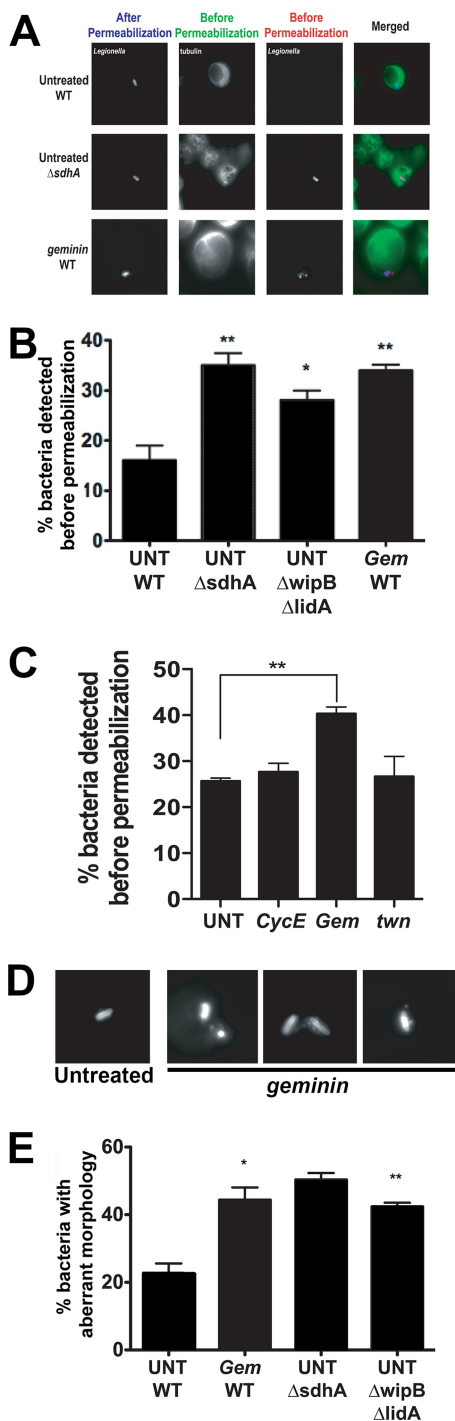 A
After Permeabilization
Before Permeabilization
Before Permeabilization
Merged
Untreated WT
Legionella
tubulin
Legionella
Untreated ΔsdhA
geminin WT
B
% bacteria detected before permeabilization
40
30
20
10
0
**
*
**
UNT WT
UNT ΔsdhA
UNT ΔwipB ΔlidA
Gem WT
C
% bacteria detected before permeabilization
50
40
30
20
10
0
**
UNT
CycE
Gem
twn
D
Untreated
geminin
E
% bacteria with aberrant morphology
60
40
20
0
*
**
UNT WT
Gem WT
UNT ΔsdhA
UNT ΔwipB ΔlidA